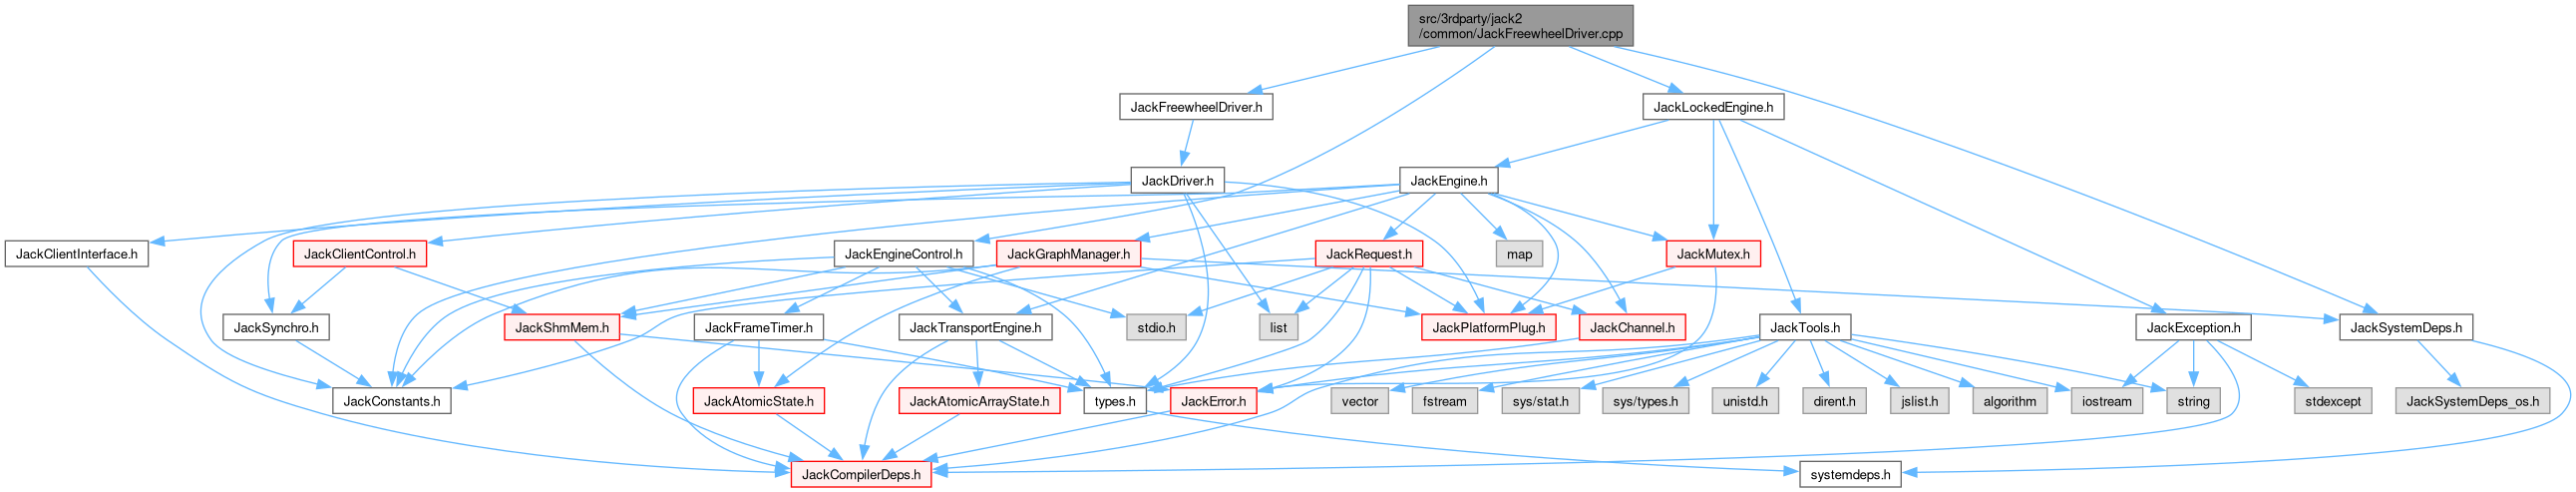 src/3rdparty/jack2
/common/JackFreewheelDriver.cpp
JackFreewheelDriver.h
JackLockedEngine.h
JackDriver.h
JackEngine.h
JackClientInterface.h
JackClientControl.h
JackEngineControl.h
JackGraphManager.h
JackRequest.h
map
JackMutex.h
JackSynchro.h
JackShmMem.h
JackFrameTimer.h
JackTransportEngine.h
stdio.h
list
JackPlatformPlug.h
JackChannel.h
JackTools.h
JackException.h
JackSystemDeps.h
JackConstants.h
JackAtomicState.h
JackAtomicArrayState.h
types.h
JackError.h
vector
fstream
sys/stat.h
sys/types.h
unistd.h
dirent.h
jslist.h
algorithm
iostream
string
stdexcept
JackSystemDeps_os.h
JackCompilerDeps.h
systemdeps.h